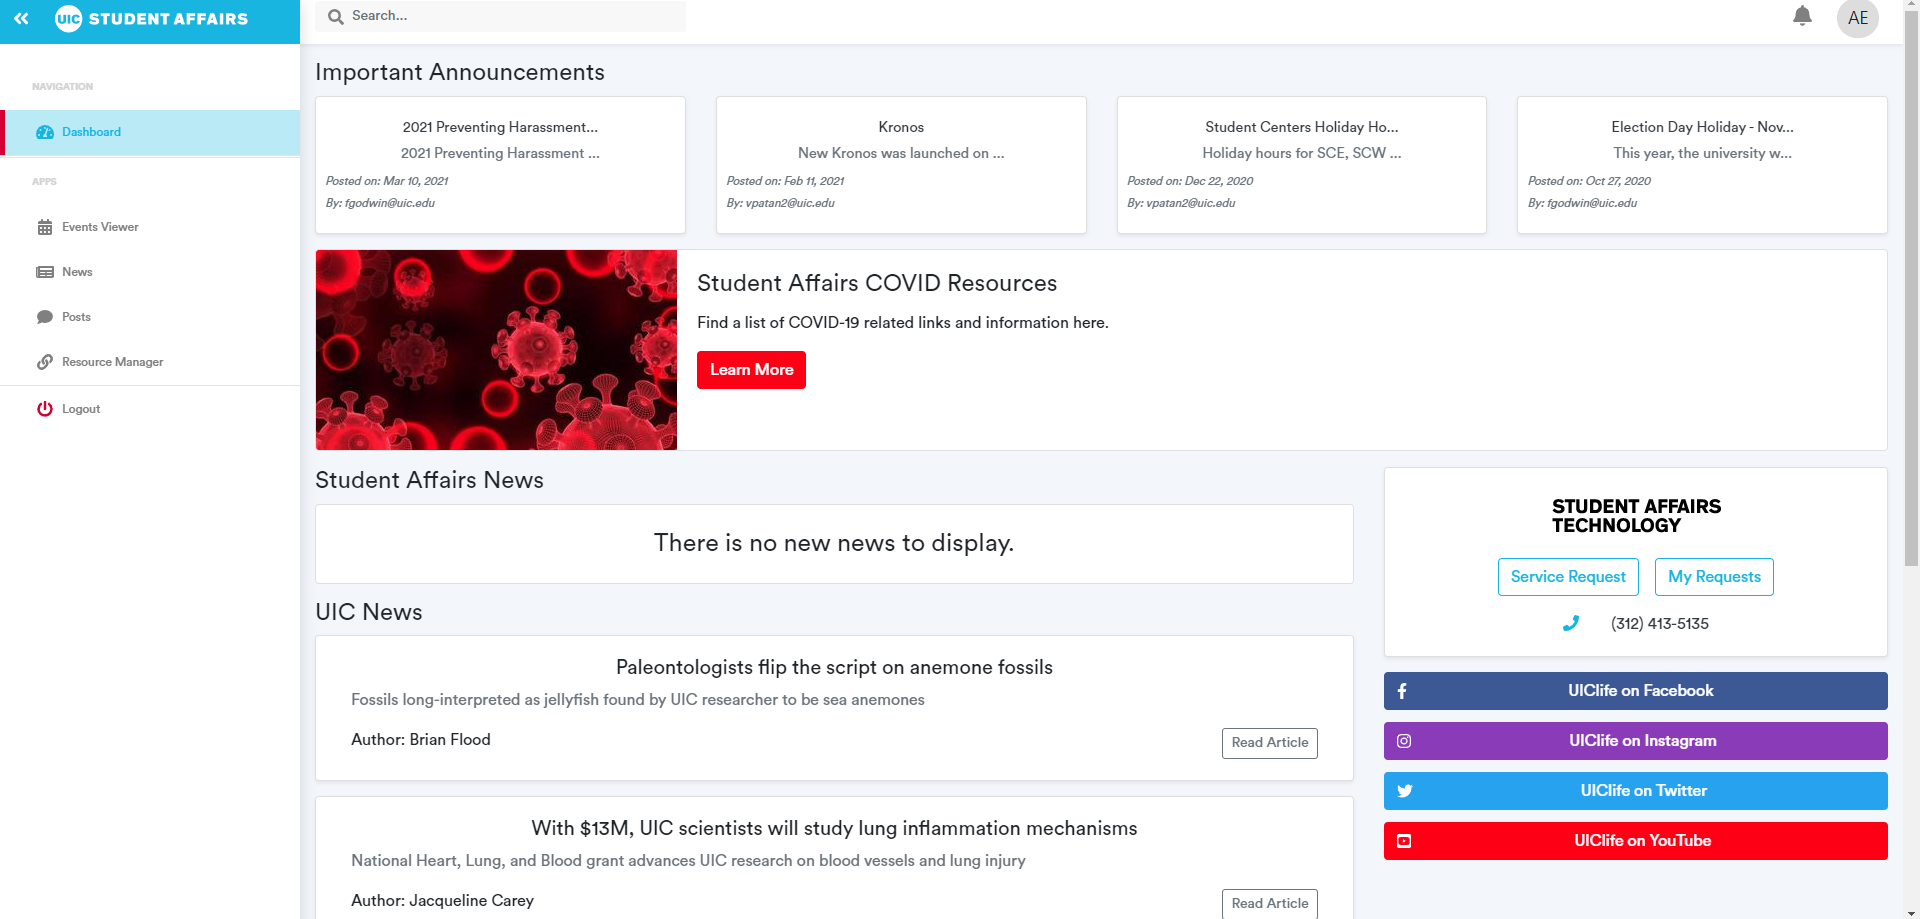 UIC STUDENT AFFAIRS
Search...
AE
NAVIGATION
Dashboard
APPS
Events Viewer
News
Posts
Resource Manager
Logout
Important Announcements
2021 Preventing Harassment...
2021 Preventing Harassment ...
Posted on: Mar 10, 2021
By: fgodwin@uic.edu
Kronos
New Kronos was launched on ...
Posted on: Feb 11, 2021
By: vpatan2@uic.edu
Student Centers Holiday Ho...
Holiday hours for SCE, SCW ...
Posted on: Dec 22, 2020
By: vpatan2@uic.edu
Election Day Holiday - Nov...
This year, the university w...
Posted on: Oct 27, 2020
By: fgodwin@uic.edu
Student Affairs COVID Resources
Find a list of COVID-19 related links and information here.
Learn More
Student Affairs News
There is no new news to display.
UIC News
Paleontologists flip the script on anemone fossils
Fossils long-interpreted as jellyfish found by UIC researcher to be sea anemones
Author: Brian Flood
Read Article
With $13M, UIC scientists will study lung inflammation mechanisms
National Heart, Lung, and Blood grant advances UIC research on blood vessels and lung injury
Author: Jacqueline Carey
Read Article
STUDENT AFFAIRS
TECHNOLOGY
Service Request
My Requests
(312) 413-5135
UIClife on Facebook
UIClife on Instagram
UIClife on Twitter
UIClife on YouTube